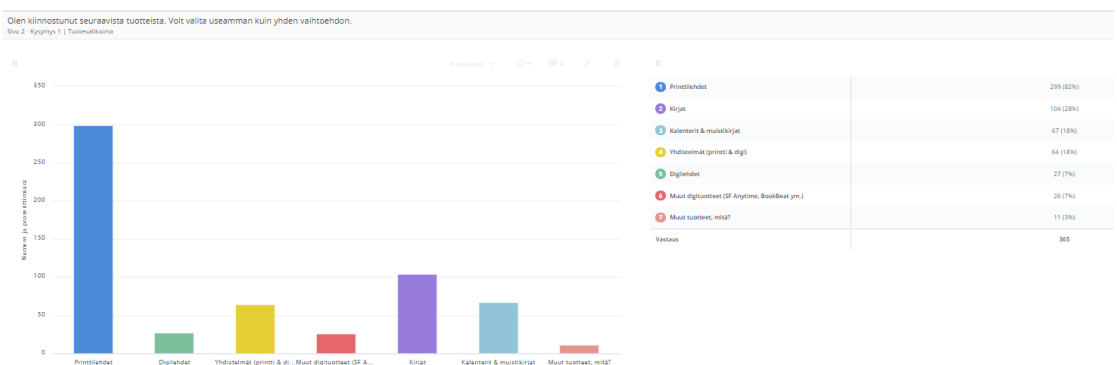 Olen kiinnostunut seuraavista tuotteista. Voit valita useamman kuin yhden vaihtoehdon.
Sivu 2 - Kysymys 1 | Tuotevalikoima
Asetukset
350
300
250
200
150
100
50
0
Numero ja prosenttimäärä
Printtilehdet
Digilehdet
Yhdistelmät (printti & di...
Muut digituotteet (SF A...
Kirjat
Kalenterit & muistikirjat
Muut tuotteet, mitä?
1 Printtilehdet 299 (82%)
2 Kirjat 104 (28%)
3 Kalenterit & muistikirjat 67 (18%)
4 Yhdistelmät (printti & digi) 64 (18%)
5 Digilehdet 27 (7%)
6 Muut digituotteet (SF Anytime, BookBeat ym.) 26 (7%)
7 Muut tuotteet, mitä? 11 (3%)
Vastaus 365